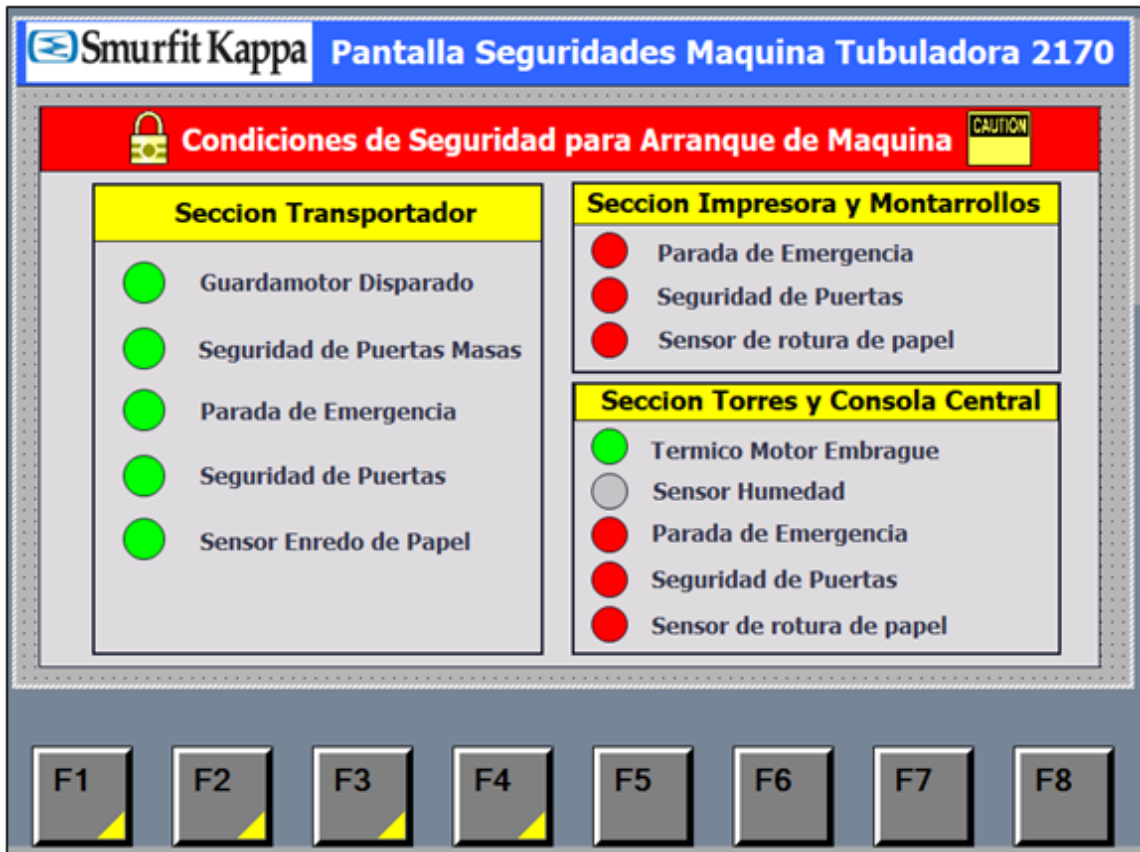 Smurfit Kappa
Pantalla Seguridades Maquina Tubuladora 2170
Condiciones de Seguridad para Arranque de Maquina
CAUTION
Seccion Transportador
Guardamotor Disparado
Seguridad de Puertas Masas
Parada de Emergencia
Seguridad de Puertas
Sensor Enredo de Papel
Seccion Impresora y Montarrollos
Parada de Emergencia
Seguridad de Puertas
Sensor de rotura de papel
Seccion Torres y Consola Central
Termico Motor Embrague
Sensor Humedad
Parada de Emergencia
Seguridad de Puertas
Sensor de rotura de papel
F1 F2 F3 F4 F5 F6 F7 F8